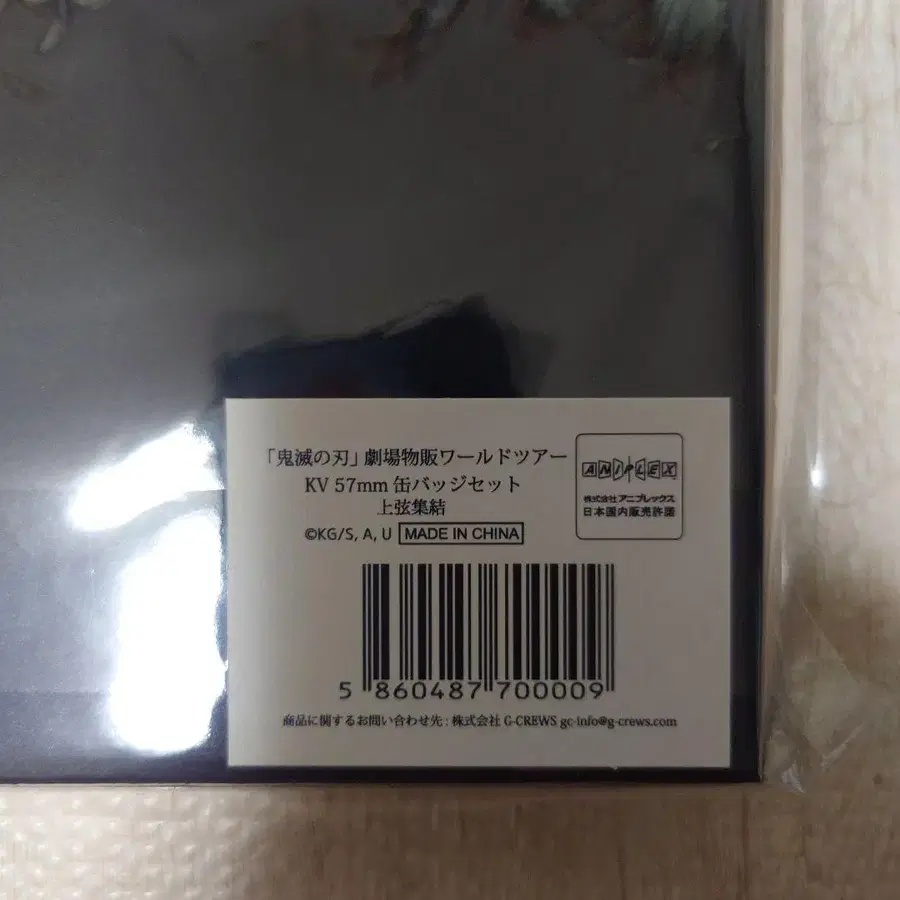 「鬼滅の刃」劇場物販ワールドツアー
KV 57mm 缶バッジセット
上弦集結
©KG/S, A, U MADE IN CHINA
ANIPLEX
株式会社 アニプレックス
日本国内販売許諾
5 860487 700009
商品に関するお問い合わせ先 : 株式会社 G-CREWS gc-info@g-crews.com